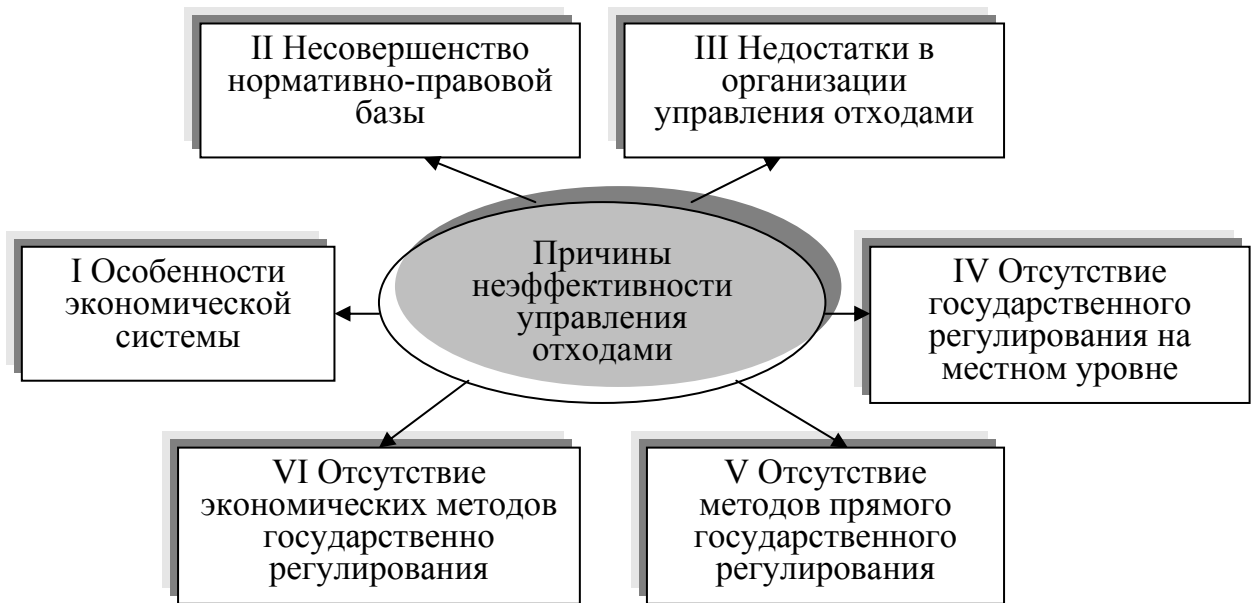 II Несовершенство
нормативно-правовой
базы
III Недостатки в
организации
управления отходами
I Особенности
экономической
системы
Причины
неэффективности
управления
отходами
IV Отсутствие
государственного
регулирования на
местном уровне
VI Отсутствие
экономических методов
государственно
регулирования
V Отсутствие
методов прямого
государственного
регулирования